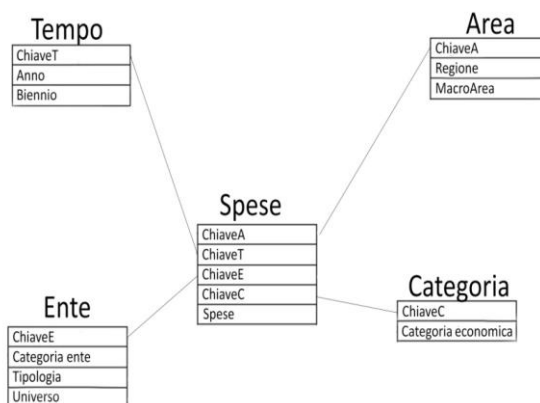 Tempo
ChiaveT
Anno
Biennio
Area
ChiaveA
Regione
MacroArea
Spese
ChiaveA
ChiaveT
ChiaveE
ChiaveC
Spese
Ente
ChiaveE
Categoria ente
Tipologia
Universo
Categoria
ChiaveC
Categoria economica